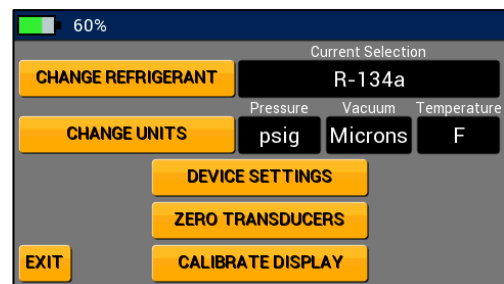 60%
Current Selection
CHANGE REFRIGERANT R-134a
Pressure Vacuum Temperature
CHANGE UNITS psig Microns F
DEVICE SETTINGS
ZERO TRANSDUCERS
EXIT CALIBRATE DISPLAY